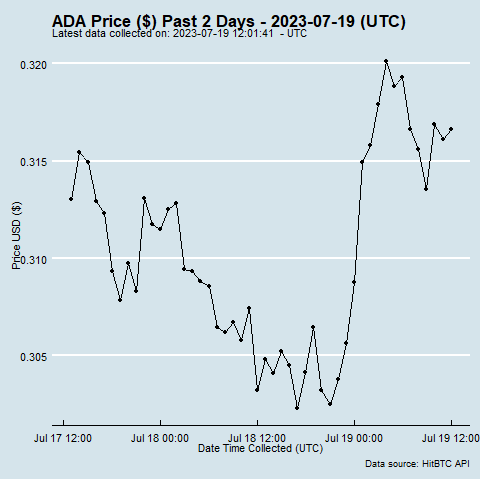 ADA Price ($) Past 2 Days - 2023-07-19 (UTC)
Latest data collected on: 2023-07-19 12:01:41  - UTC
0.320
0.315
0.310
0.305
Price USD ($)
Jul 17 12:00 Jul 18 00:00 Jul 18 12:00 Jul 19 00:00 Jul 19 12:00
Date Time Collected (UTC)
Data source: HitBTC API